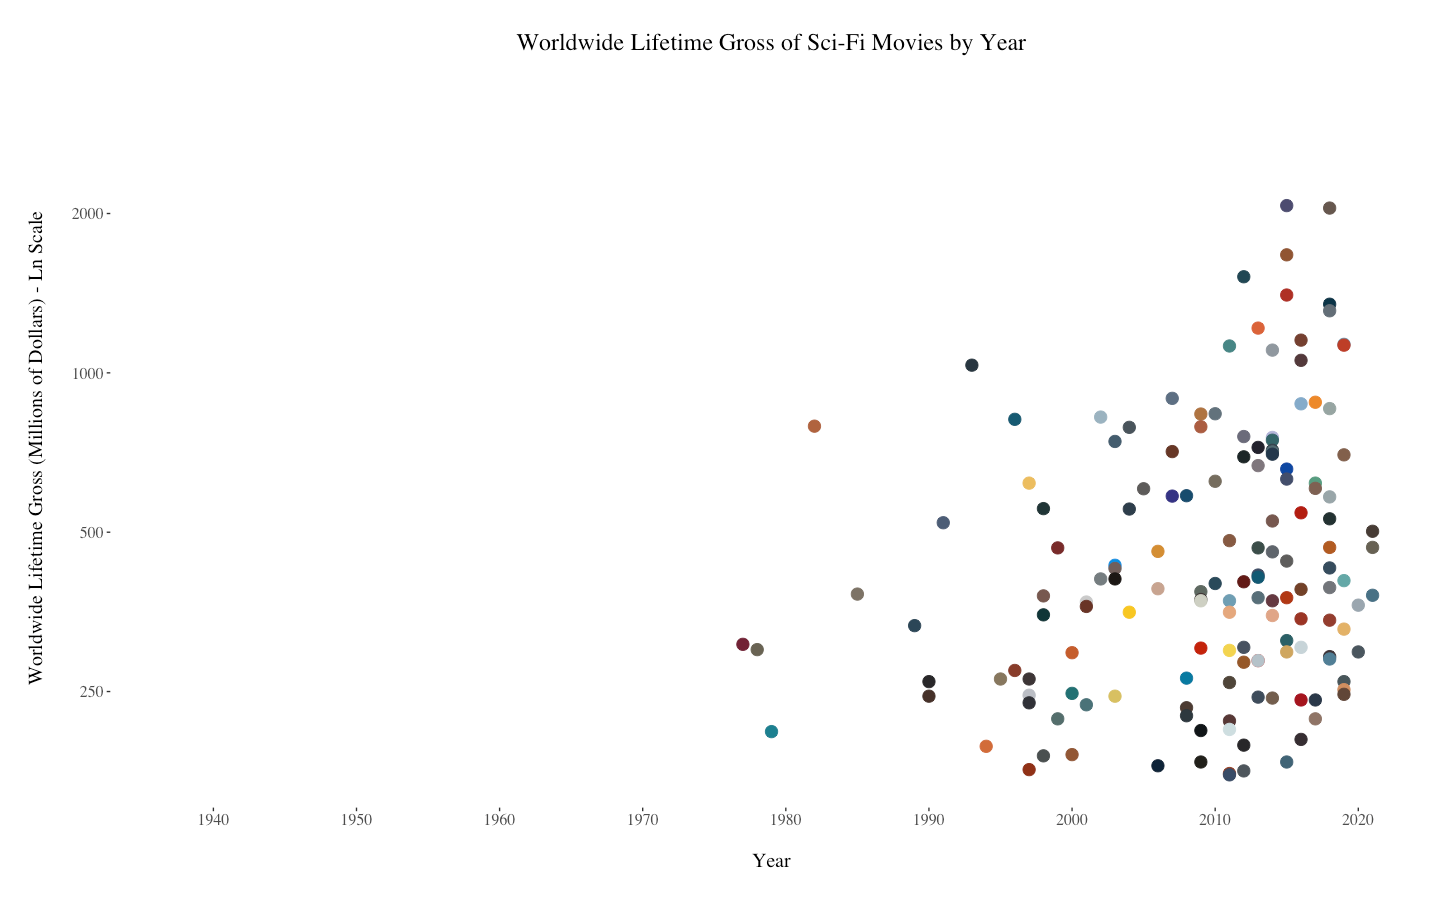 Worldwide Lifetime Gross of Sci-Fi Movies by Year
Worldwide Lifetime Gross (Millions of Dollars) - Ln Scale
2000
1000
500
250
1940 1950 1960 1970 1980 1990 2000 2010 2020
Year